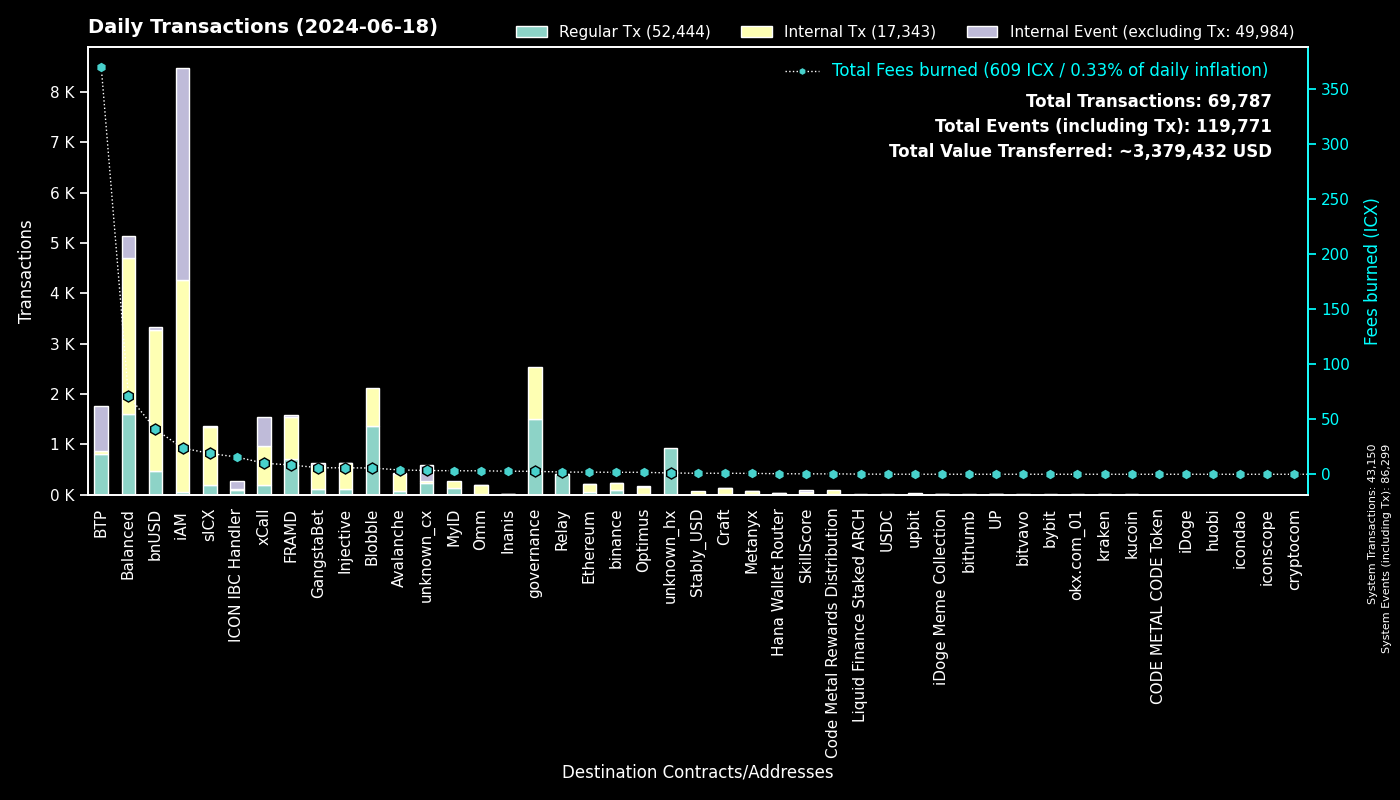 Daily Transactions (2024-06-18)
Regular Tx (52,444)
Internal Tx (17,343)
Internal Event (excluding Tx: 49,984)
Total Fees burned (609 ICX / 0.33% of daily inflation)
Total Transactions: 69,787
Total Events (including Tx): 119,771
Total Value Transferred: ~3,379,432 USD
Transactions
8 K
7 K
6 K
5 K
4 K
3 K
2 K
1 K
0 K
350
300
250
200
150
100
50
0
Fees burned (ICX)
BTP
Balanced
bnUSD
iAM
sICX
ICON IBC Handler
xCall
FRAMD
GangstaBet
Injective
Blobble
Avalanche
unknown_cx
MyID
Omm
Inanis
governance
Relay
Ethereum
binance
Optimus
unknown_hx
Stably_USD
Craft
Metanyx
Hana Wallet Router
SkillScore
Code Metal Rewards Distribution
Liquid Finance Staked ARCH
USDC
upbit
iDoge Meme Collection
bithumb
UP
bitvavo
bybit
okx.com_01
kraken
kucoin
CODE METAL CODE Token
iDoge
huobi
icondao
iconscope
cryptocom
Destination Contracts/Addresses
System Transactions: 43,150
System Events (including Tx): 86,299